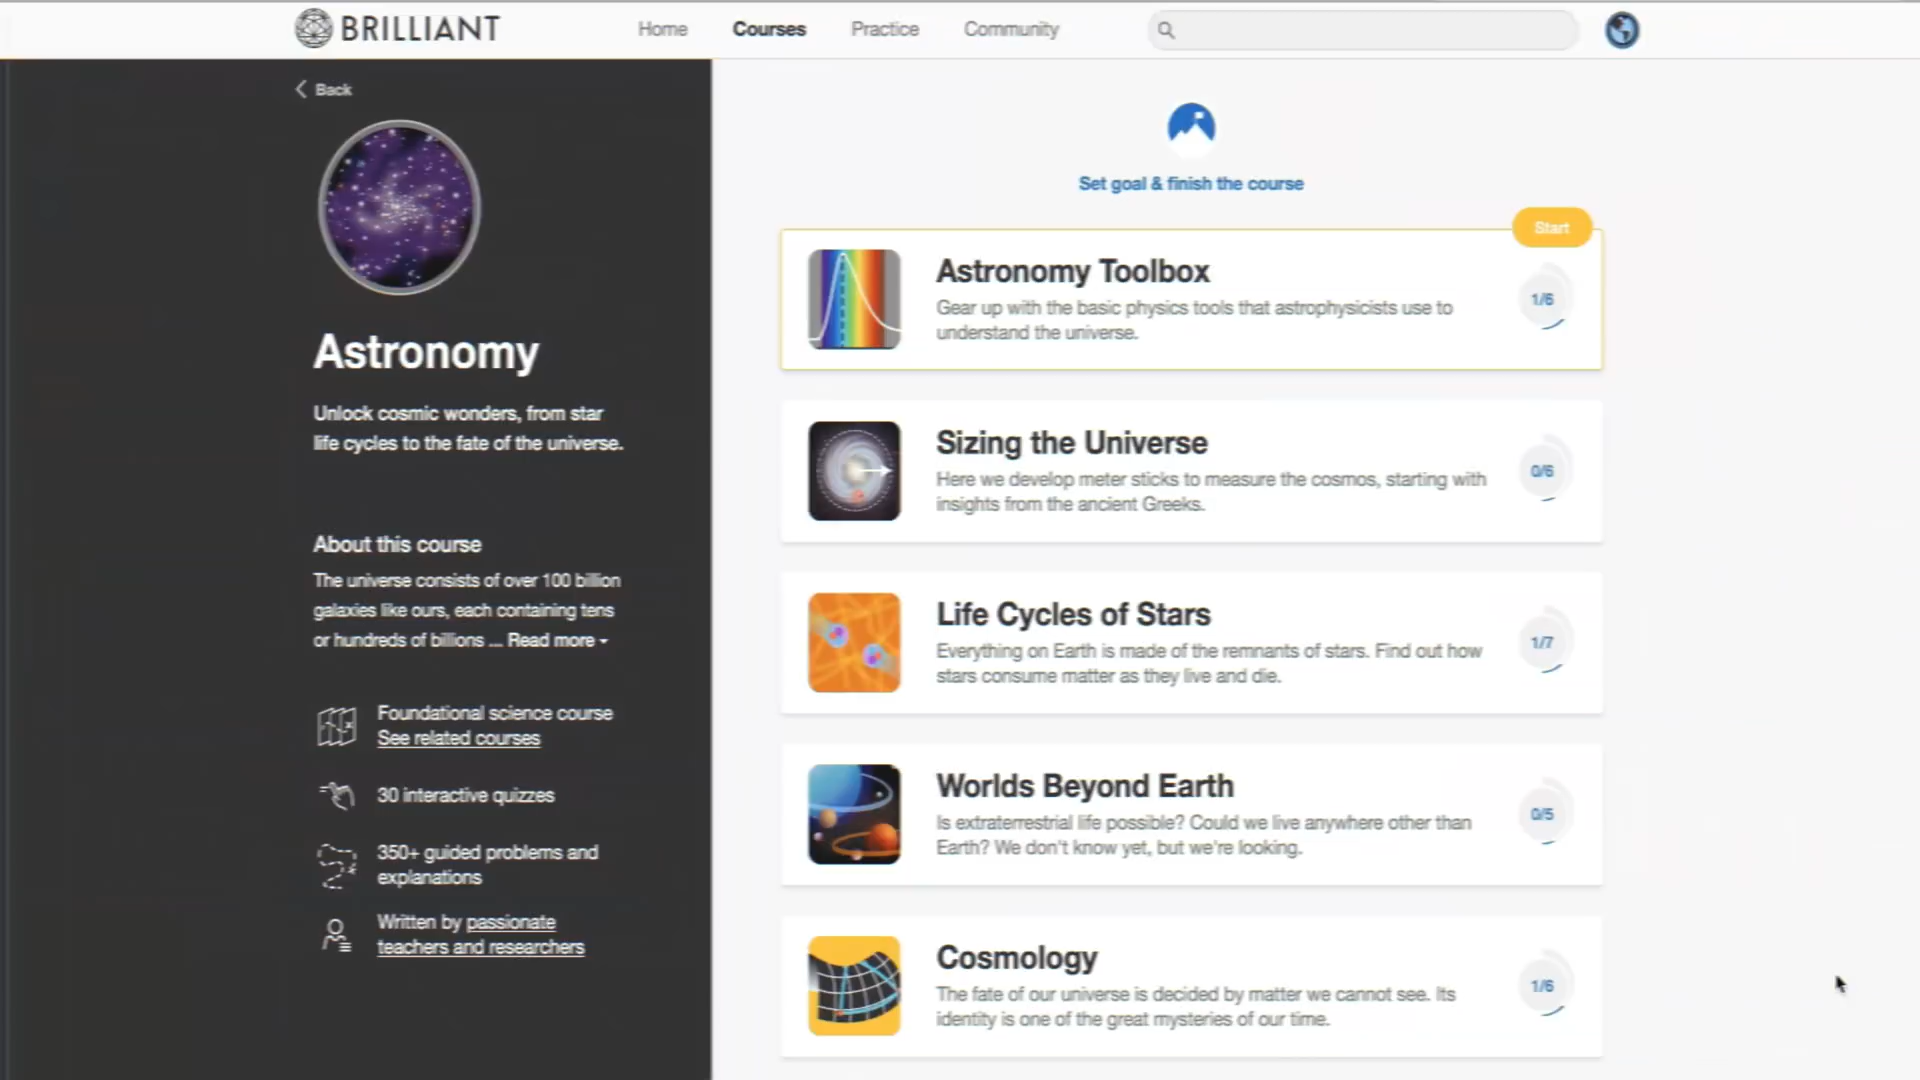 BRILLIANT
Home Courses Practice Community
Back
Astronomy
Unlock cosmic wonders, from star
life cycles to the fate of the universe.
About this course
The universe consists of over 100 billion
galaxies like ours, each containing tens
or hundreds of billions ... Read more
Foundational science course
See related courses
30 interactive quizzes
350+ guided problems and
explanations
Written by passionate
teachers and researchers
Set goal & finish the course
Start
Astronomy Toolbox
Gear up with the basic physics tools that astrophysicists use to
understand the universe.
1/6
Sizing the Universe
Here we develop meter sticks to measure the cosmos, starting with
insights from the ancient Greeks.
0/6
Life Cycles of Stars
Everything on Earth is made of the remnants of stars. Find out how
stars consume matter as they live and die.
1/7
Worlds Beyond Earth
Is extraterrestrial life possible? Could we live anywhere other than
Earth? We don't know yet, but we're looking.
0/5
Cosmology
The fate of our universe is decided by matter we cannot see. Its
identity is one of the great mysteries of our time.
1/6